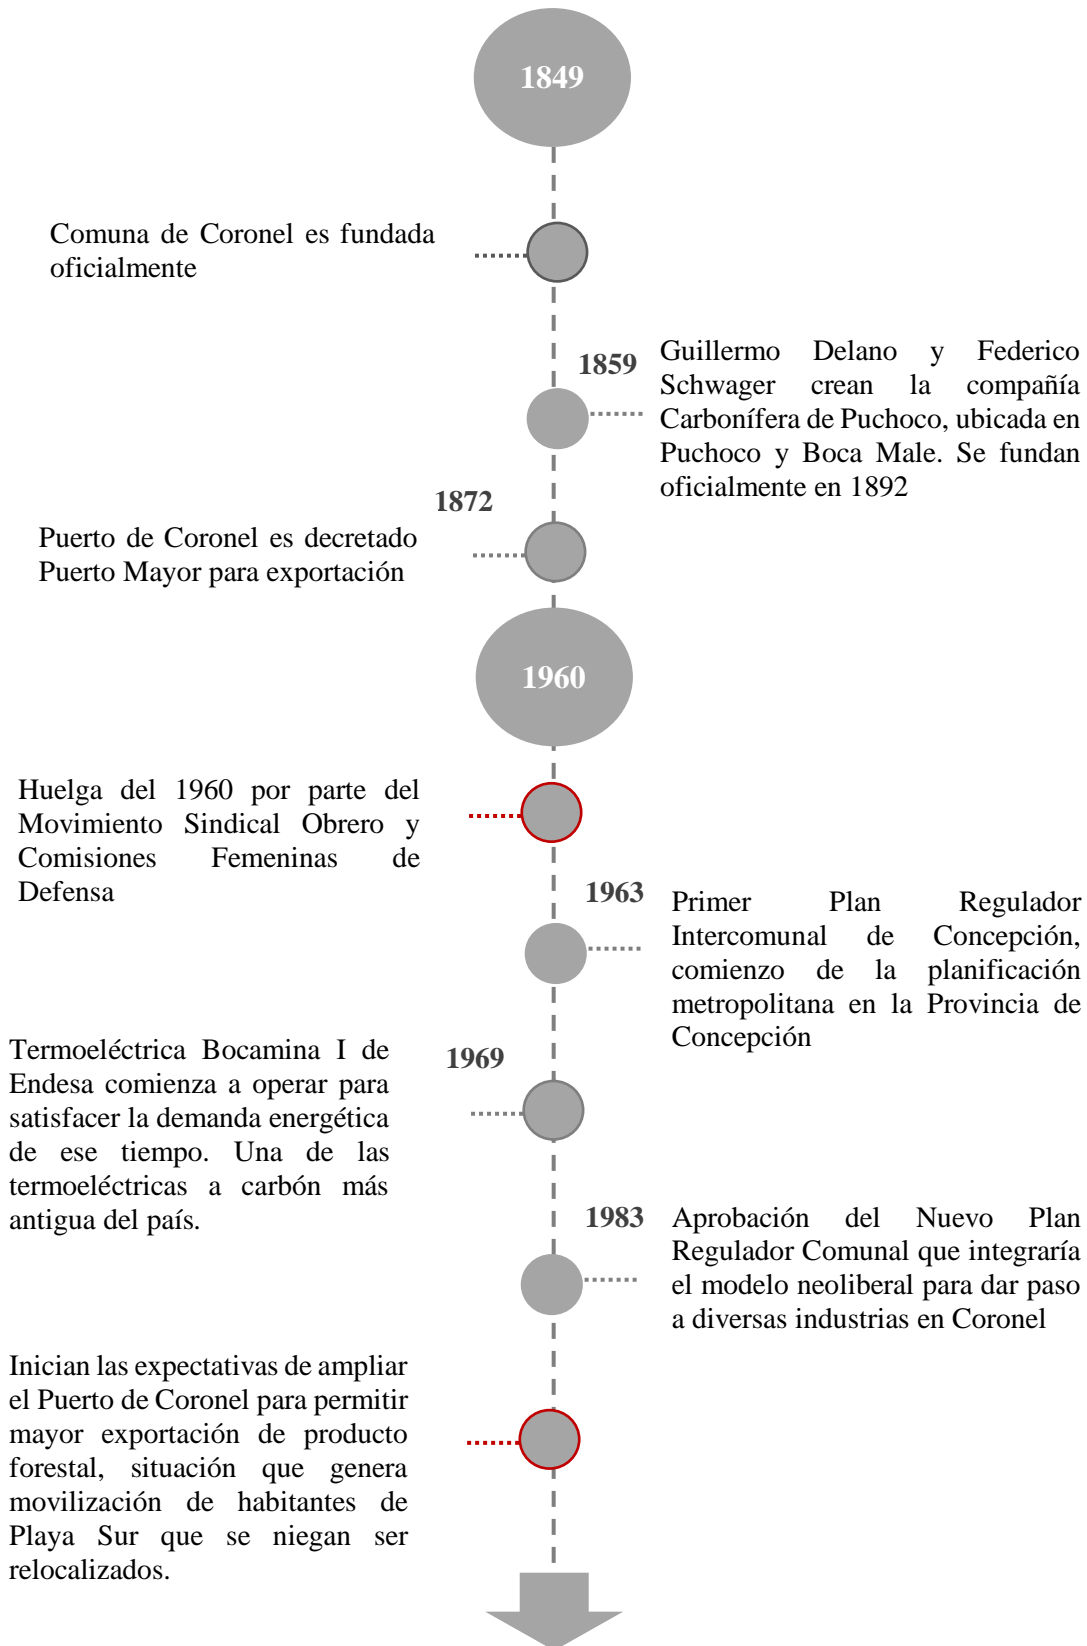 1849
Comuna de Coronel es fundada
oficialmente
1859
Guillermo Delano y Federico
Schwager crean la compañía
Carbonífera de Puchoco, ubicada en
Puchoco y Boca Male. Se fundan
oficialmente en 1892
1872
Puerto de Coronel es decretado
Puerto Mayor para exportación
1960
Huelga del 1960 por parte del
Movimiento Sindical Obrero y
Comisiones Femeninas de
Defensa
1963
Primer Plan Regulador
Intercomunal de Concepción,
comienzo de la planificación
metropolitana en la Provincia de
Concepción
1969
Termoeléctrica Bocamina I de
Endesa comienza a operar para
satisfacer la demanda energética
de ese tiempo. Una de las
termoeléctricas a carbón más
antigua del país.
1983
Aprobación del Nuevo Plan
Regulador Comunal que integraría
el modelo neoliberal para dar paso
a diversas industrias en Coronel
Inician las expectativas de ampliar
el Puerto de Coronel para permitir
mayor exportación de producto
forestal, situación que genera
movilización de habitantes de
Playa Sur que se niegan ser
relocalizados.